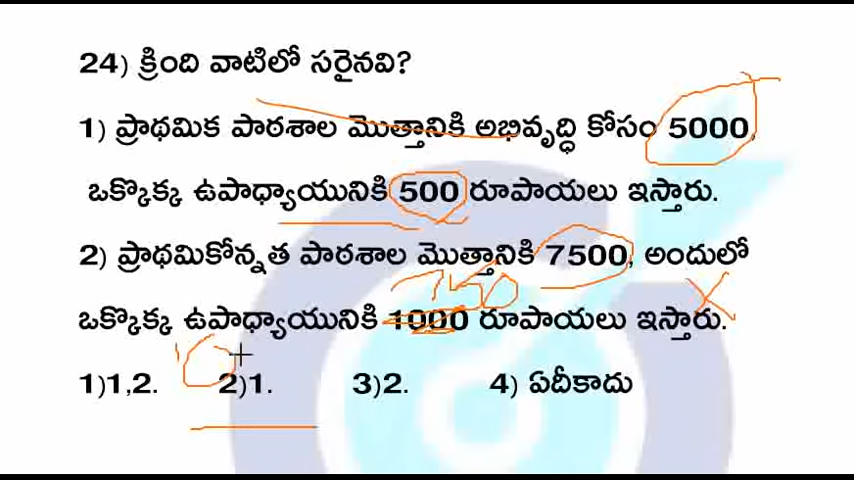 24) క్రింది వాటిలో సరైనవి?
1) ప్రాథమిక పాఠశాల మొత్తానికి అభివృద్ధి కోసం 5000,
ఒక్కొక్క ఉపాధ్యాయునికి 500 రూపాయలు ఇస్తారు.
2) ప్రాథమికోన్నత పాఠశాల మొత్తానికి 7500, అందులో
750
ఒక్కొక్క ఉపాధ్యాయునికి 1000 రూపాయలు ఇస్తారు.
1)1,2. 2)1. 3)2. 4) ఏదీకాదు